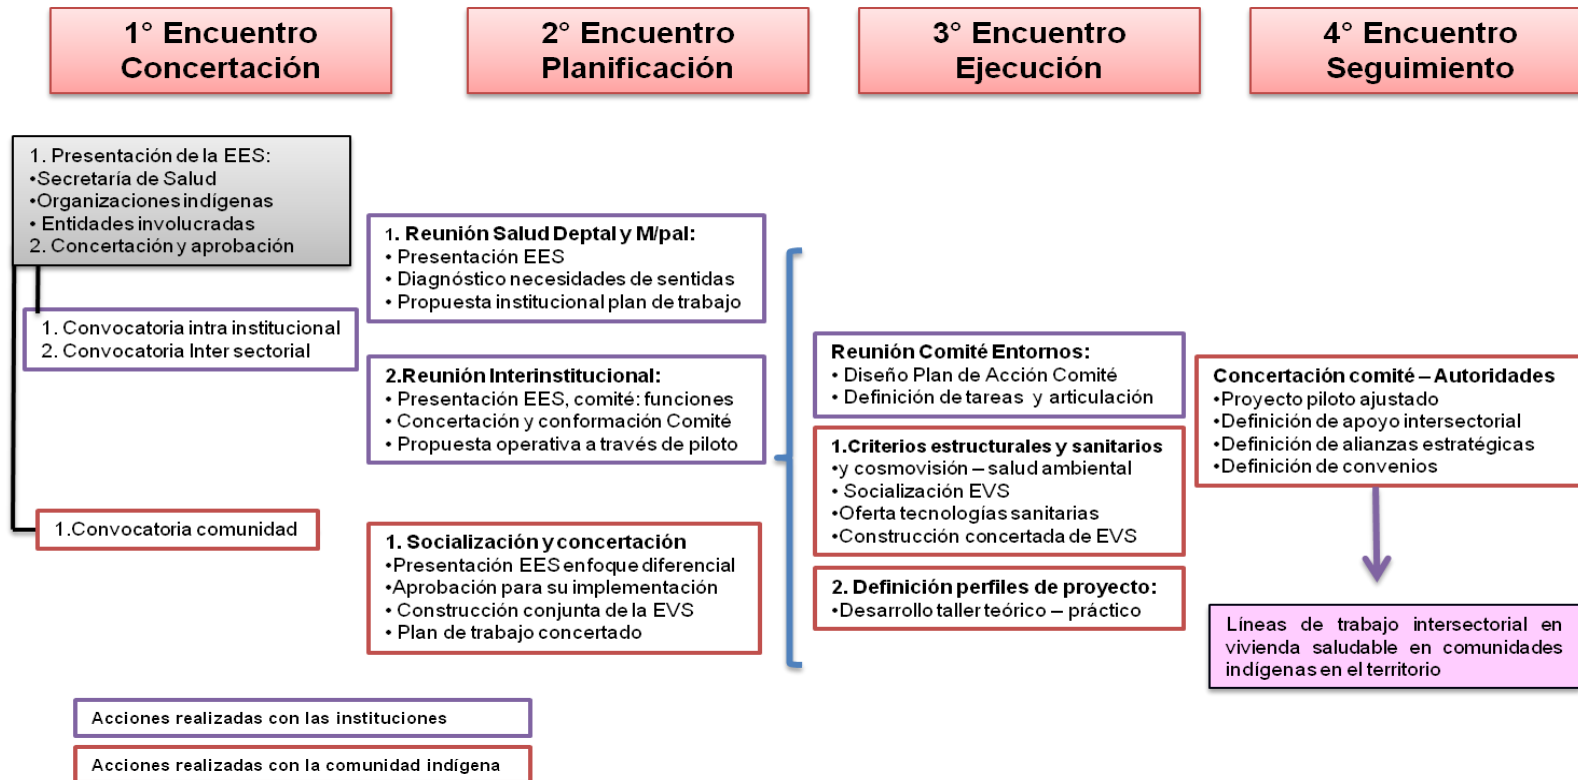 1° Encuentro
Concertación
2° Encuentro
Planificación
3° Encuentro
Ejecución
4° Encuentro
Seguimiento
1. Presentación de la EES:
•Secretaría de Salud
•Organizaciones indígenas
• Entidades involucradas
2. Concertación y aprobación
1. Convocatoria intra institucional
2. Convocatoria Inter sectorial
1.Convocatoria comunidad
1. Reunión Salud Deptal y M/pal:
• Presentación EES
• Diagnóstico necesidades de sentidas
• Propuesta institucional plan de trabajo
2.Reunión Interinstitucional:
• Presentación EES, comité: funciones
• Concertación y conformación Comité
• Propuesta operativa a través de piloto
1. Socialización y concertación
•Presentación EES enfoque diferencial
•Aprobación para su implementación
• Construcción conjunta de la EVS
• Plan de trabajo concertado
Reunión Comité Entornos:
• Diseño Plan de Acción Comité
• Definición de tareas y articulación
1.Criterios estructurales y sanitarios
•y cosmovisión – salud ambiental
• Socialización EVS
•Oferta tecnologías sanitarias
•Construcción concertada de EVS
2. Definición perfiles de proyecto:
•Desarrollo taller teórico – práctico
Concertación comité – Autoridades
•Proyecto piloto ajustado
•Definición de apoyo intersectorial
•Definición de alianzas estratégicas
•Definición de convenios
Líneas de trabajo intersectorial en
vivienda saludable en comunidades
indígenas en el territorio
Acciones realizadas con las instituciones
Acciones realizadas con la comunidad indígena